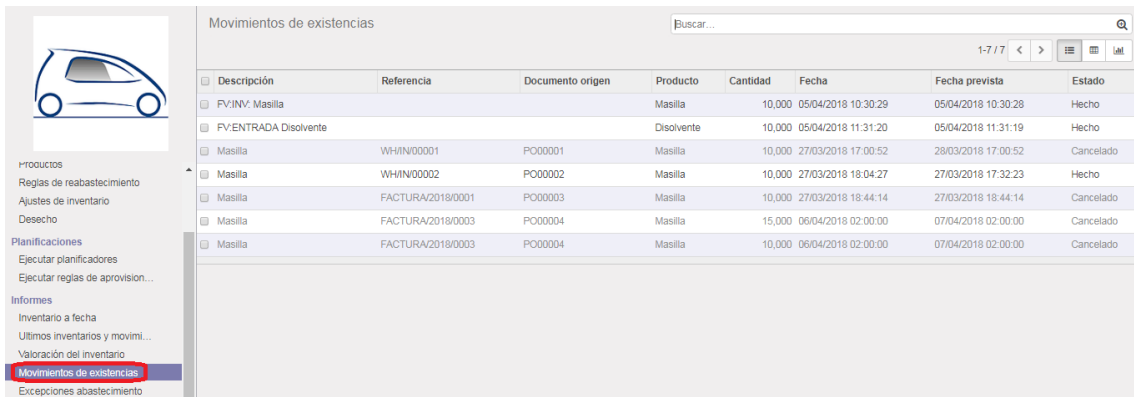 Movimientos de existencias
Buscar...
1-7 / 7
Descripción Referencia Documento origen Producto Cantidad Fecha Fecha prevista Estado
FV:INV: Masilla Masilla 10,000 05/04/2018 10:30:29 05/04/2018 10:30:28 Hecho
FV:ENTRADA Disolvente Disolvente 10,000 05/04/2018 11:31:20 05/04/2018 11:31:19 Hecho
Masilla WH/IN/00001 PO00001 Masilla 10,000 27/03/2018 17:00:52 28/03/2018 17:00:52 Cancelado
Masilla WH/IN/00002 PO00002 Masilla 10,000 27/03/2018 18:04:27 27/03/2018 17:32:23 Hecho
Masilla FACTURA/2018/0001 PO00003 Masilla 10,000 27/03/2018 18:44:14 27/03/2018 18:44:14 Cancelado
Masilla FACTURA/2018/0003 PO00004 Masilla 15,000 06/04/2018 02:00:00 07/04/2018 02:00:00 Cancelado
Masilla FACTURA/2018/0003 PO00004 Masilla 10,000 06/04/2018 02:00:00 07/04/2018 02:00:00 Cancelado
Productos
Reglas de reabastecimiento
Ajustes de inventario
Desecho
Planificaciones
Ejecutar planificadores
Ejecutar reglas de aprovision...
Informes
Inventario a fecha
Ultimos inventarios y movimi...
Valoración del inventario
Movimientos de existencias
Excepciones abastecimiento